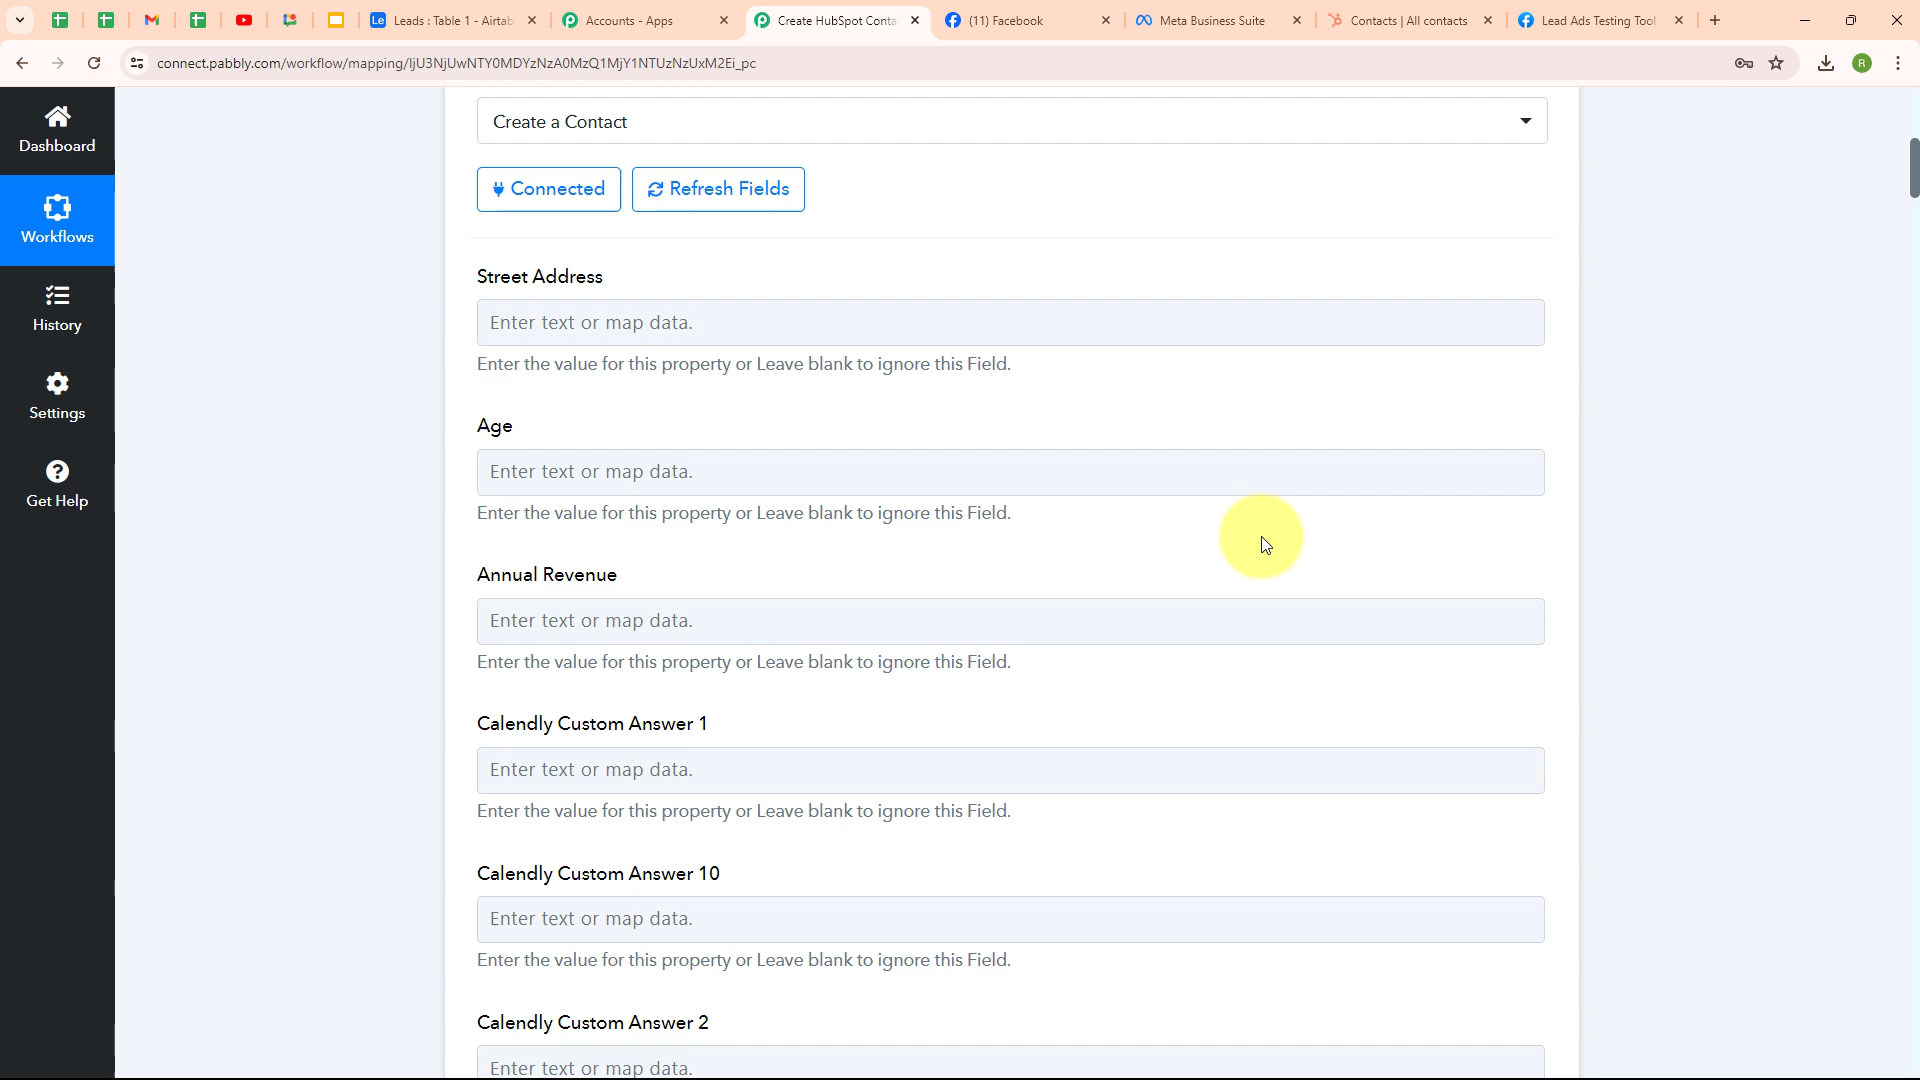 Leads : Table 1 - Airtab
Accounts - Apps
Create HubSpot Conta
(11) Facebook
Meta Business Suite
Contacts | All contacts
Lead Ads Testing Tool
connect.pabbly.com/workflow/mapping/IjU3NjUwNTY0MDYzNzA0MzQ1MjY1NTUzNzUxM2Ei_pc
R
Dashboard
Workflows
History
Settings
Get Help
Create a Contact
Connected
Refresh Fields
Street Address
Enter text or map data.
Enter the value for this property or Leave blank to ignore this Field.
Age
Enter text or map data.
Enter the value for this property or Leave blank to ignore this Field.
Annual Revenue
Enter text or map data.
Enter the value for this property or Leave blank to ignore this Field.
Calendly Custom Answer 1
Enter text or map data.
Enter the value for this property or Leave blank to ignore this Field.
Calendly Custom Answer 10
Enter text or map data.
Enter the value for this property or Leave blank to ignore this Field.
Calendly Custom Answer 2
Enter text or map data.